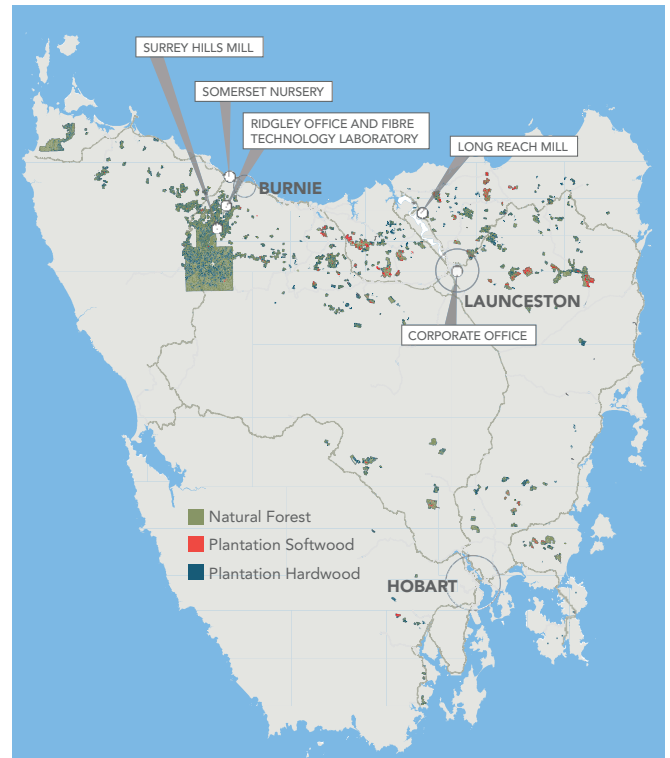 SURREY HILLS MILL
SOMERSET NURSERY
RIDGLEY OFFICE AND FIBRE
TECHNOLOGY LABORATORY
LONG REACH MILL
BURNIE
LAUNCESTON
CORPORATE OFFICE
Natural Forest
Plantation Softwood
Plantation Hardwood
HOBART